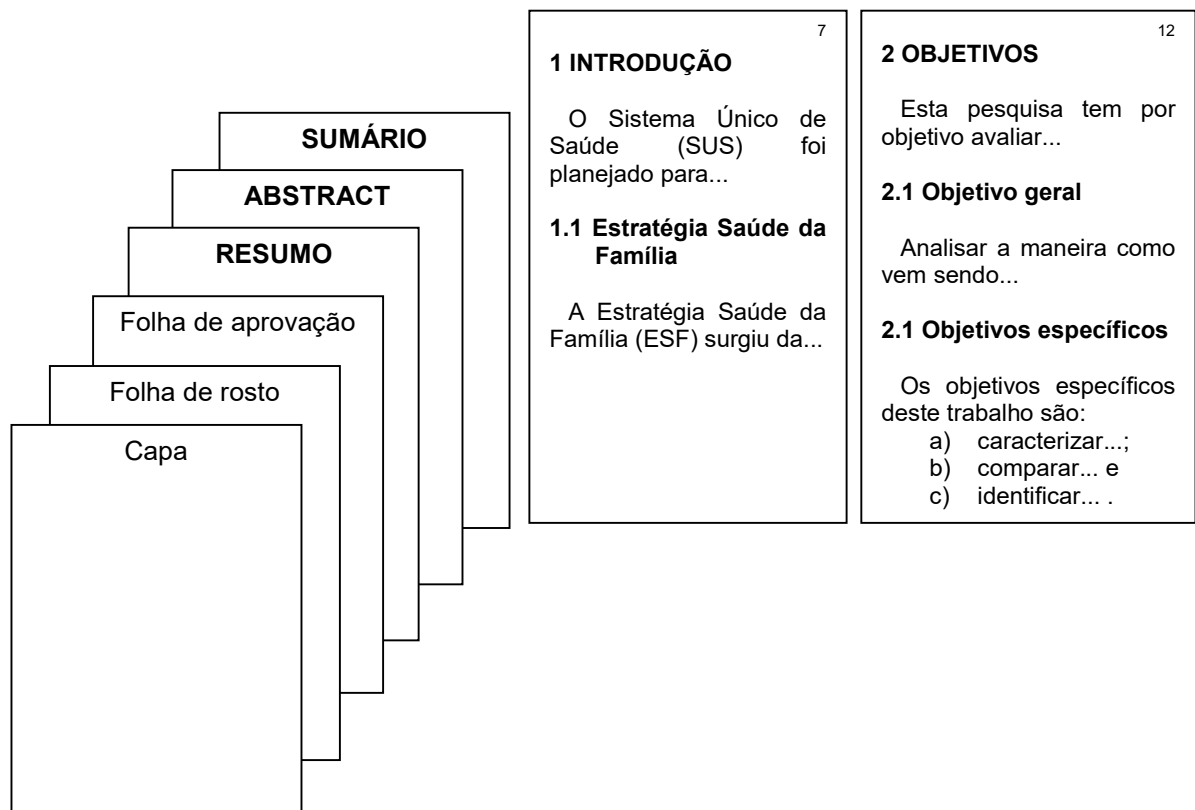 SUMÁRIO
ABSTRACT
RESUMO
Folha de aprovação
Folha de rosto
Capa
7
1 INTRODUÇÃO
O Sistema Único de
Saúde (SUS) foi
planejado para...
1.1 Estratégia Saúde da
Família
A Estratégia Saúde da
Família (ESF) surgiu da...
12
2 OBJETIVOS
Esta pesquisa tem por
objetivo avaliar...
2.1 Objetivo geral
Analisar a maneira como
vem sendo...
2.1 Objetivos específicos
Os objetivos específicos
deste trabalho são:
a) caracterizar...;
b) comparar... e
c) identificar... .